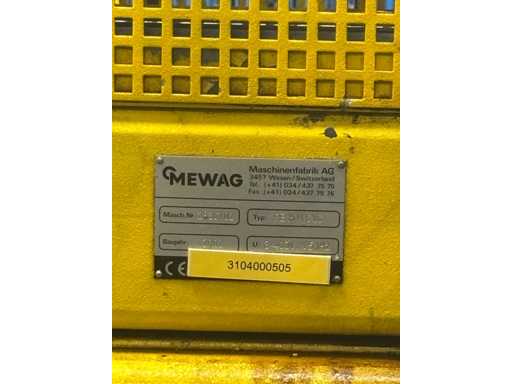 MEWAG
Maschinenfabrik AG
3457 Wasen/Switzerland
Tel. (+41) 034/437 75 75
Fax (+41) 034/437 75 76
Masch.Nr.
Typ
Baujahr
U
CE
3104000505